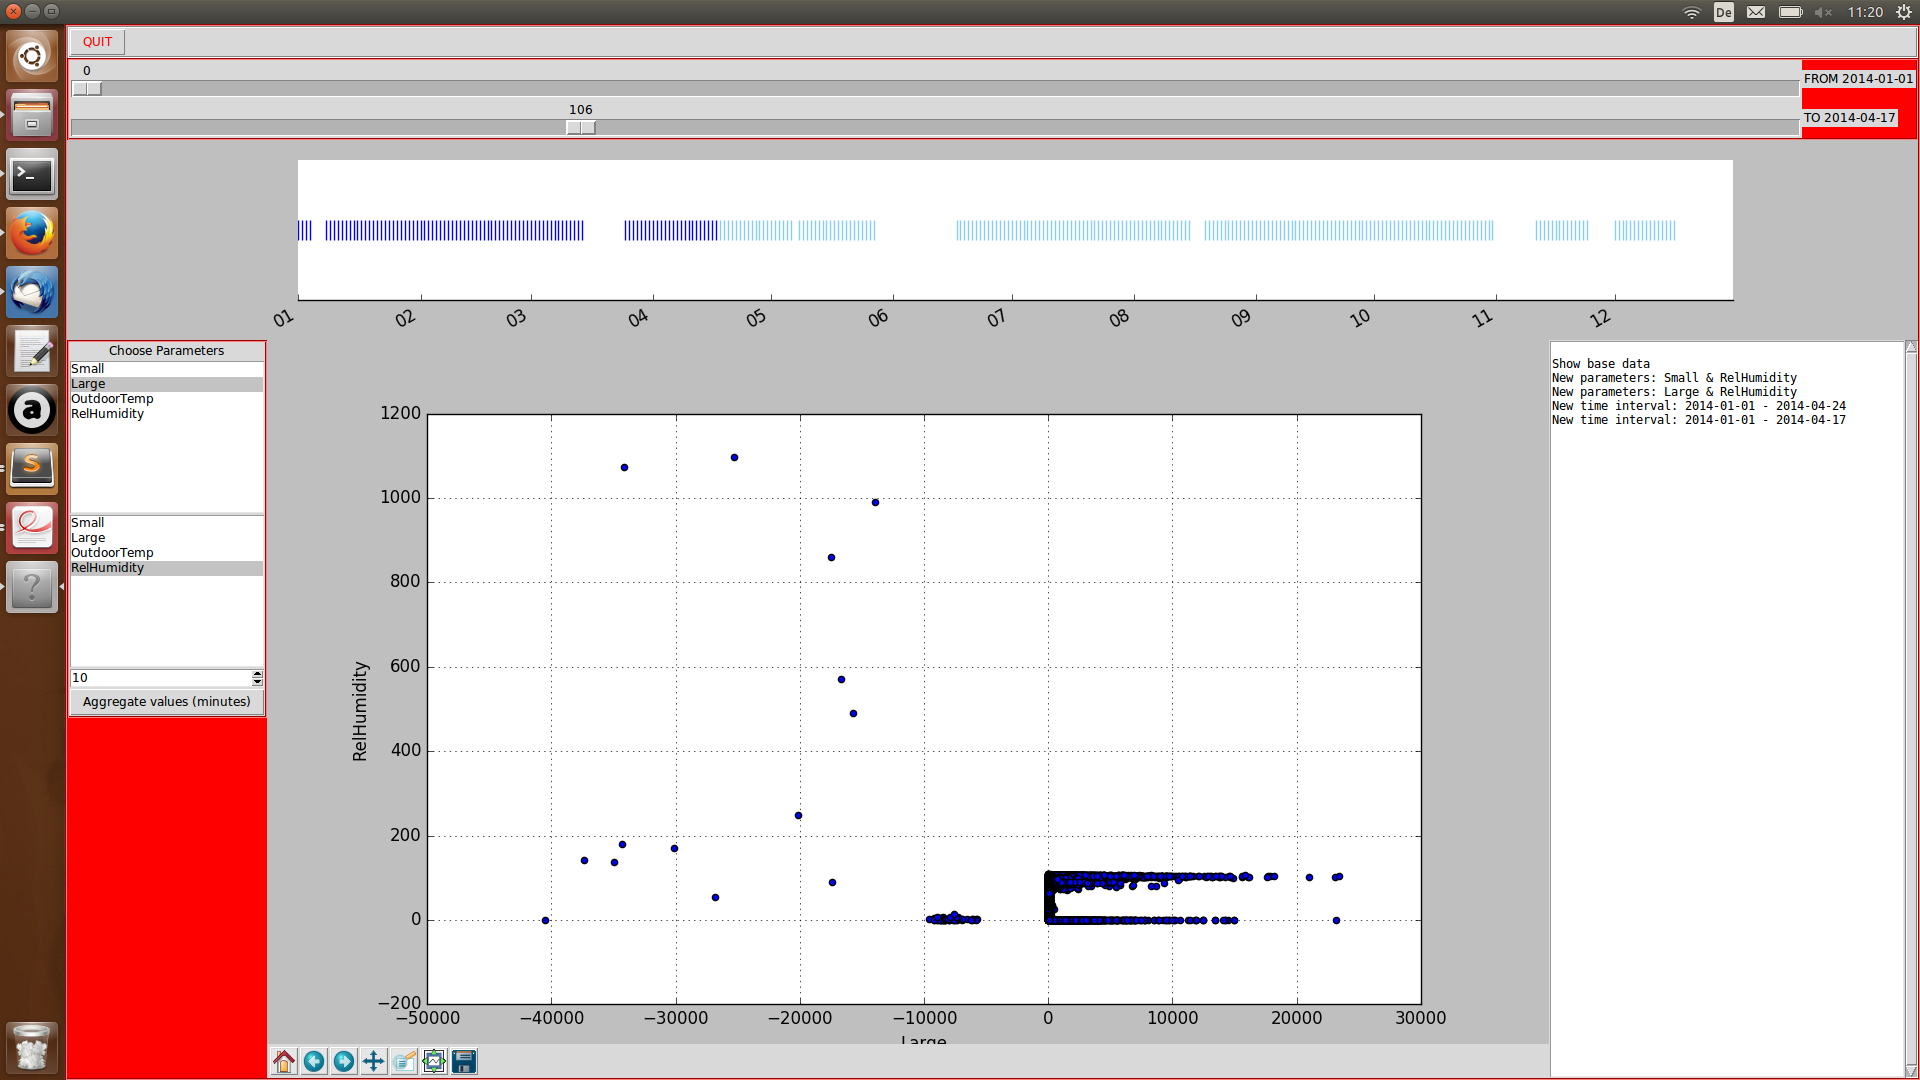 De 11:20
QUIT
0
FROM 2014-01-01
106
TO 2014-04-17
01 02 03 04 05 06 07 08 09 10 11 12
Choose Parameters
Small
Large
OutdoorTemp
RelHumidity
Small
Large
OutdoorTemp
RelHumidity
10
Aggregate values (minutes)
1200
1000
800
600
400
200
0
−200
RelHumidity
−50000 −40000 −30000 −20000 −10000 0 10000 20000 30000
Large
Show base data
New parameters: Small & RelHumidity
New parameters: Large & RelHumidity
New time interval: 2014-01-01 - 2014-04-24
New time interval: 2014-01-01 - 2014-04-17